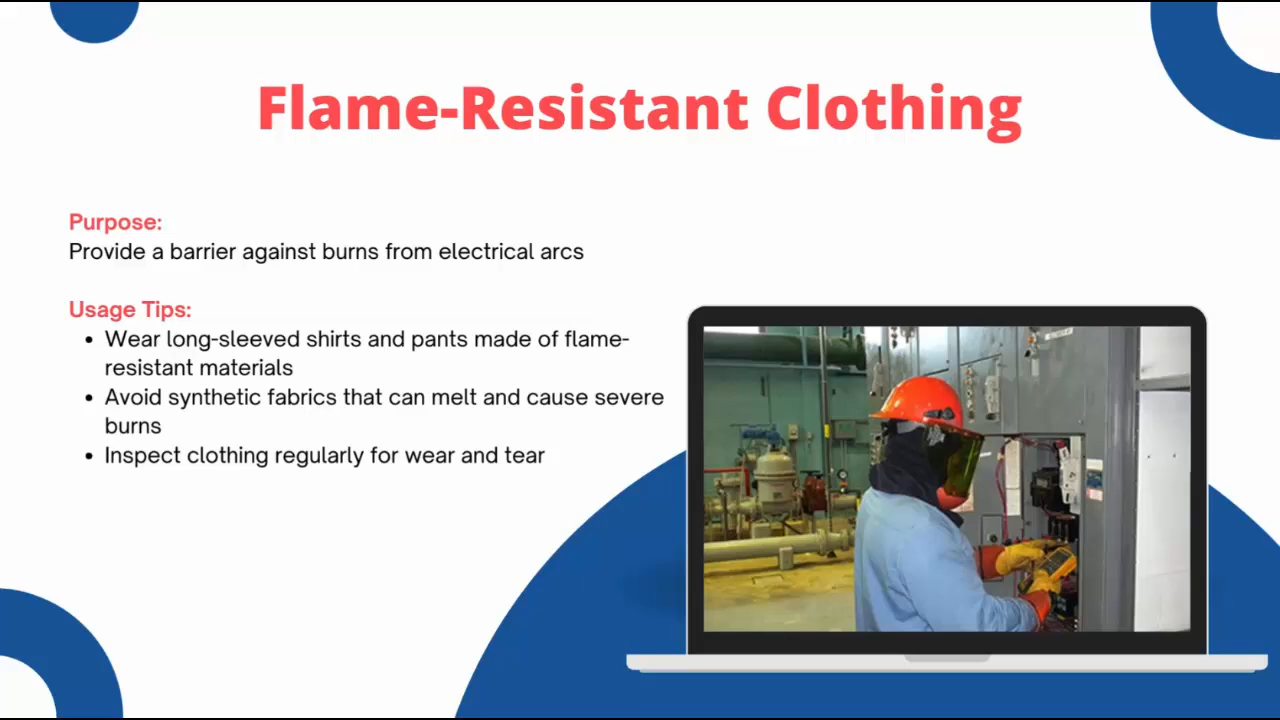 Flame-Resistant Clothing
Purpose:
Provide a barrier against burns from electrical arcs
Usage Tips:
• Wear long-sleeved shirts and pants made of flame-
resistant materials
• Avoid synthetic fabrics that can melt and cause severe
burns
• Inspect clothing regularly for wear and tear